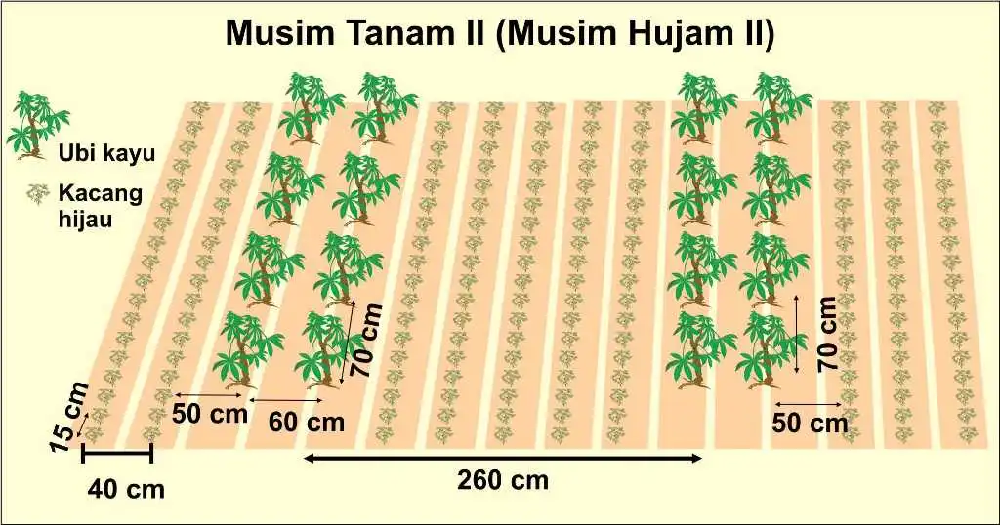 Musim Tanam II (Musim Hujam II)
Ubi kayu
Kacang
hijau
70 cm
70 cm
50 cm
60 cm
50 cm
15 cm
40 cm
260 cm